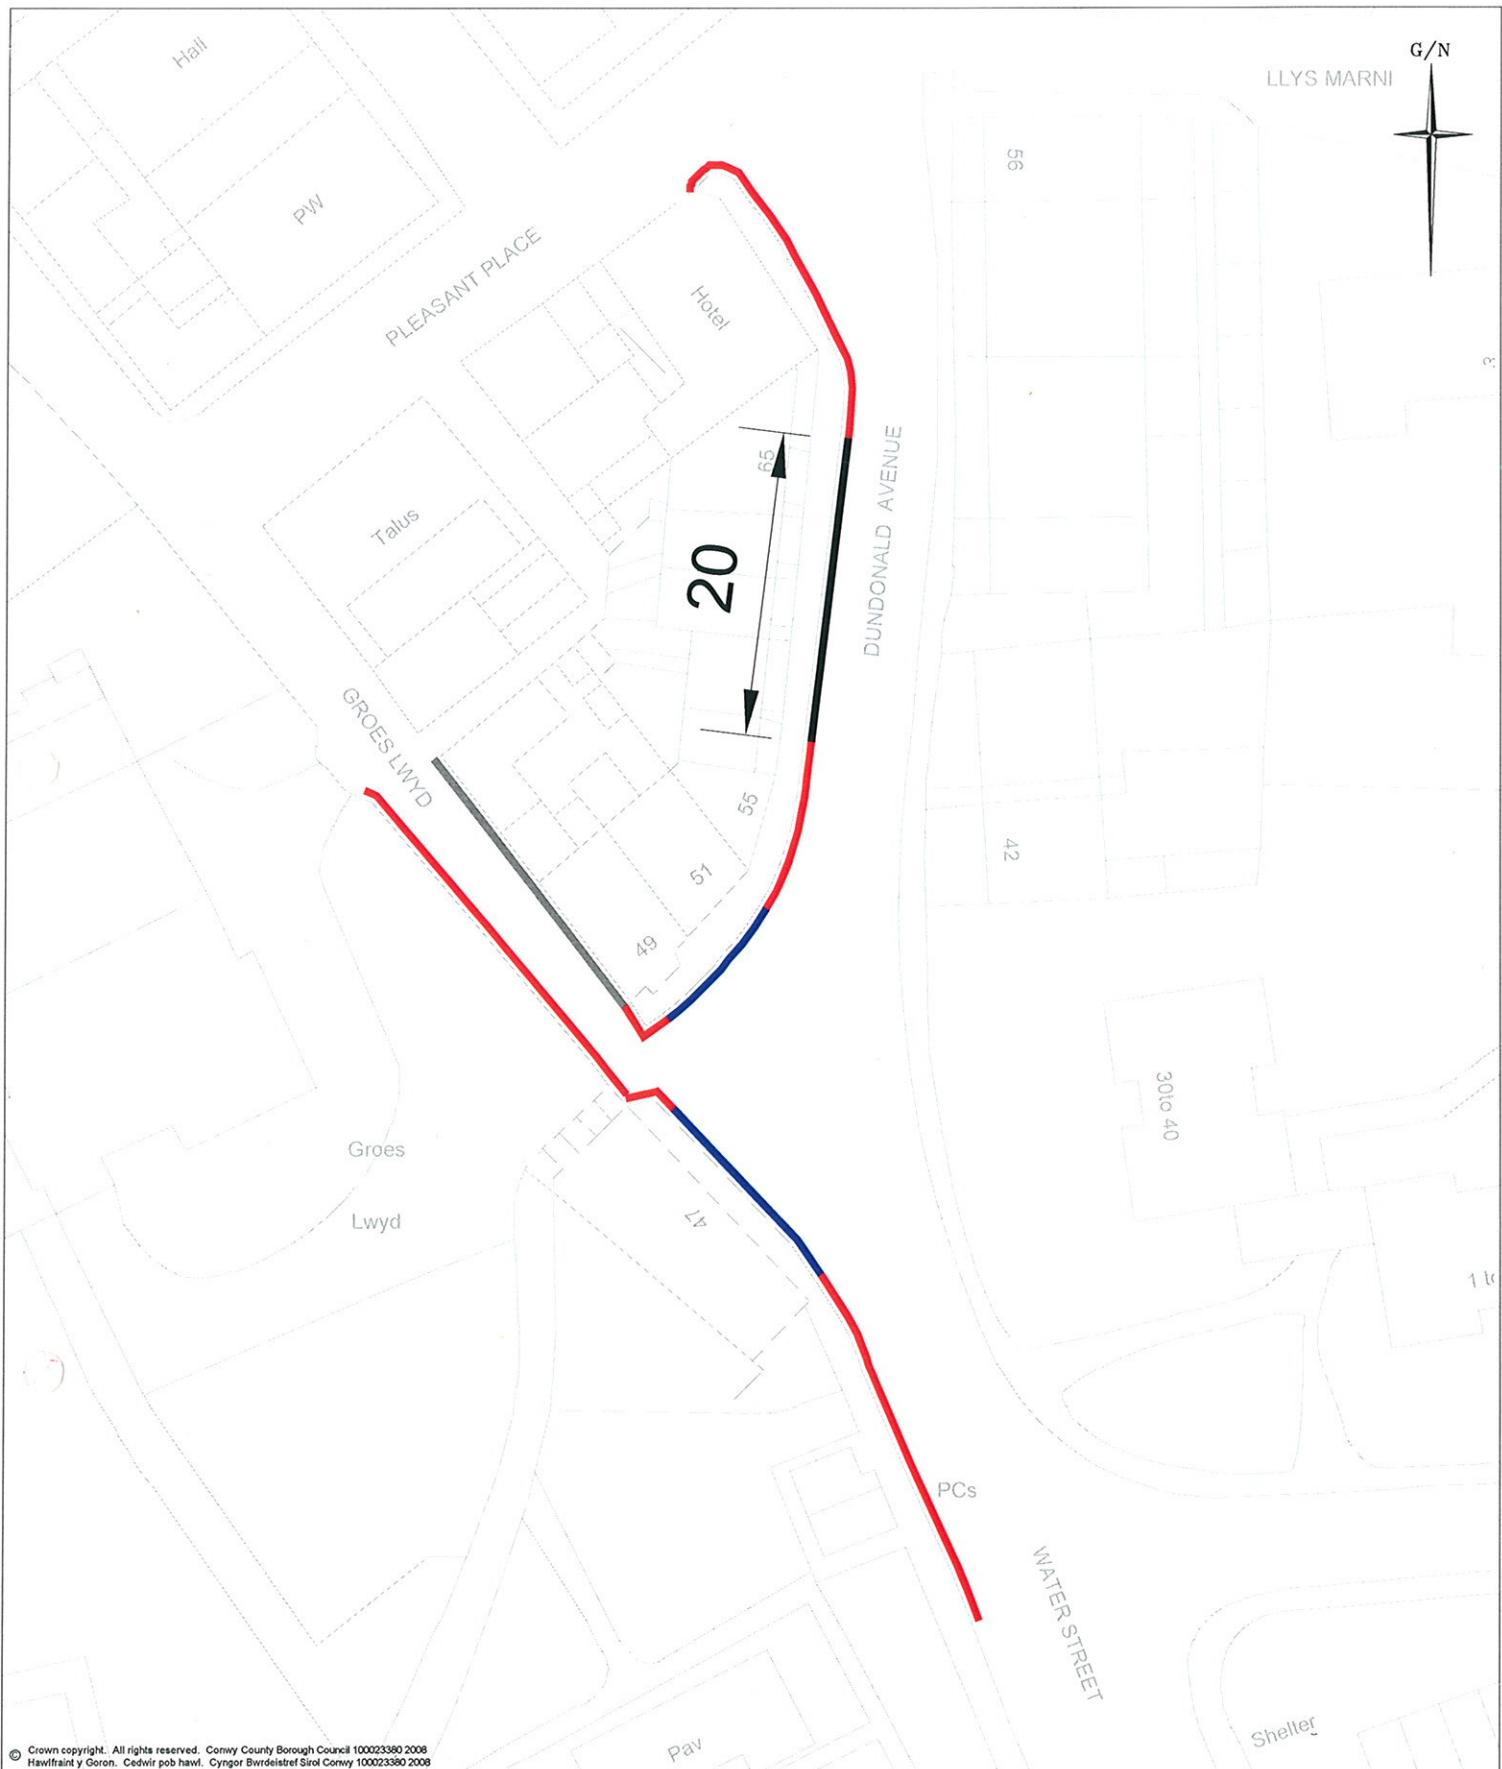 G/N
LLYS MARNI
Hall
PW
56
PLEASANT PLACE
Hotel
65
DUNDONALD AVENUE
Talus
20
GROES LWYD
55
51
49
42
30to 40
Groes
Lwyd
47
PCs
WATER STREET
Shelter
Pav
© Crown copyright. All rights reserved. Conwy County Borough Council 100023380 2008
Hawlfraint y Goron. Cedwir pob hawl. Cyngor Bwrdeistref Sirol Conwy 100023380 2008